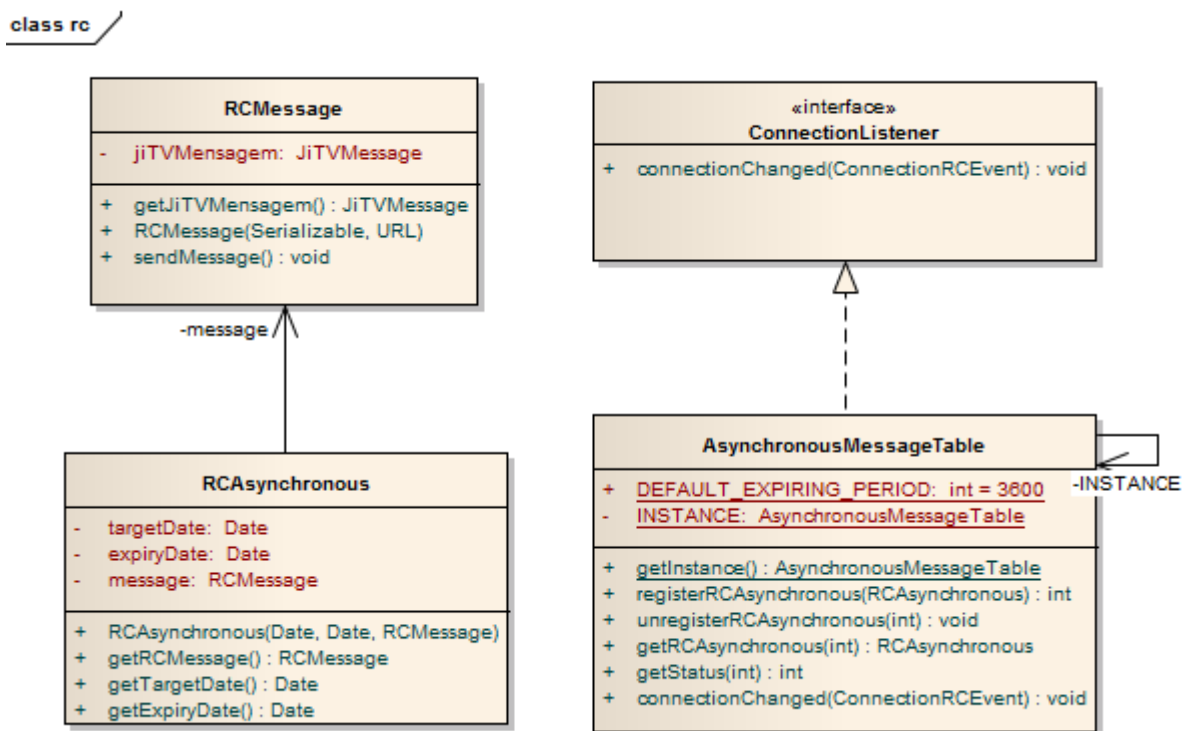 class rc
RCMessage
- jiTVMensagem: JiTVMessage
+ getJiTVMensagem() : JiTVMessage
+ RCMessage(Serializable, URL)
+ sendMessage() : void
«interface»
ConnectionListener
+ connectionChanged(ConnectionRCEvent) : void
-message
RCAsynchronous
- targetDate: Date
- expiryDate: Date
- message: RCMessage
+ RCAsynchronous(Date, Date, RCMessage)
+ getRCMessage() : RCMessage
+ getTargetDate() : Date
+ getExpiryDate() : Date
AsynchronousMessageTable
+ DEFAULT_EXPIRING_PERIOD: int = 3600
- INSTANCE: AsynchronousMessageTable
+ getInstance() : AsynchronousMessageTable
+ registerRCAsynchronous(RCAsynchronous) : int
+ unregisterRCAsynchronous(int) : void
+ getRCAsynchronous(int) : RCAsynchronous
+ getStatus(int) : int
+ connectionChanged(ConnectionRCEvent) : void
-INSTANCE